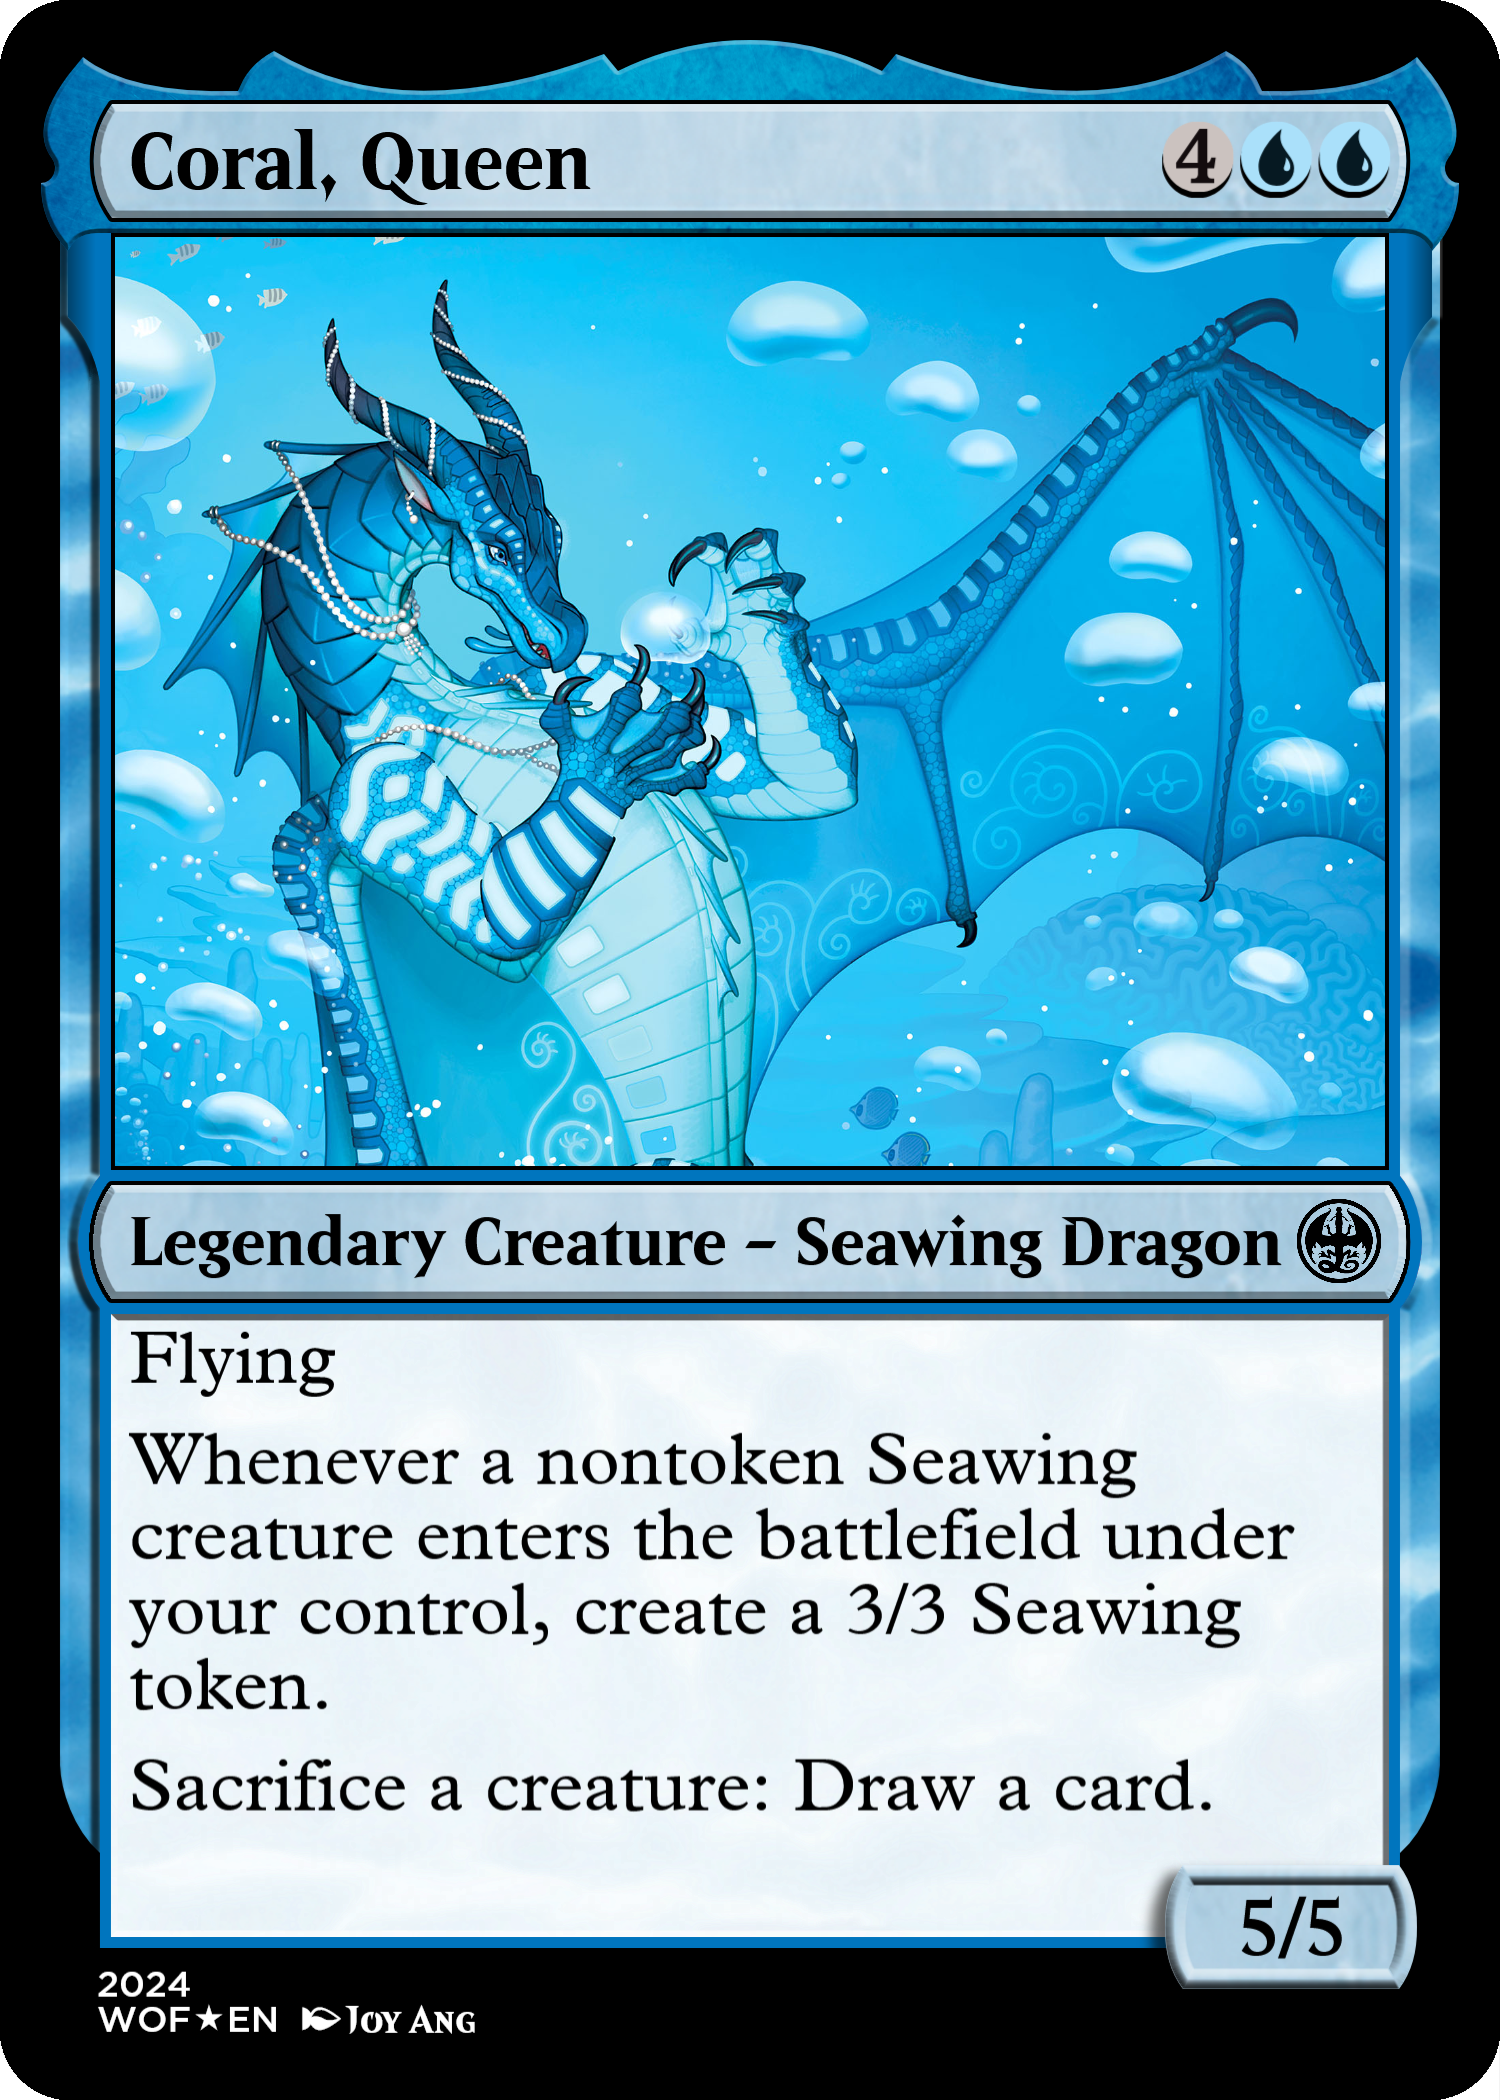 Coral, Queen 4
Legendary Creature – Seawing Dragon
Flying
Whenever a nontoken Seawing
creature enters the battlefield under
your control, create a 3/3 Seawing
token.
Sacrifice a creature: Draw a card.
5/5
2024
WOF★EN Joy Ang